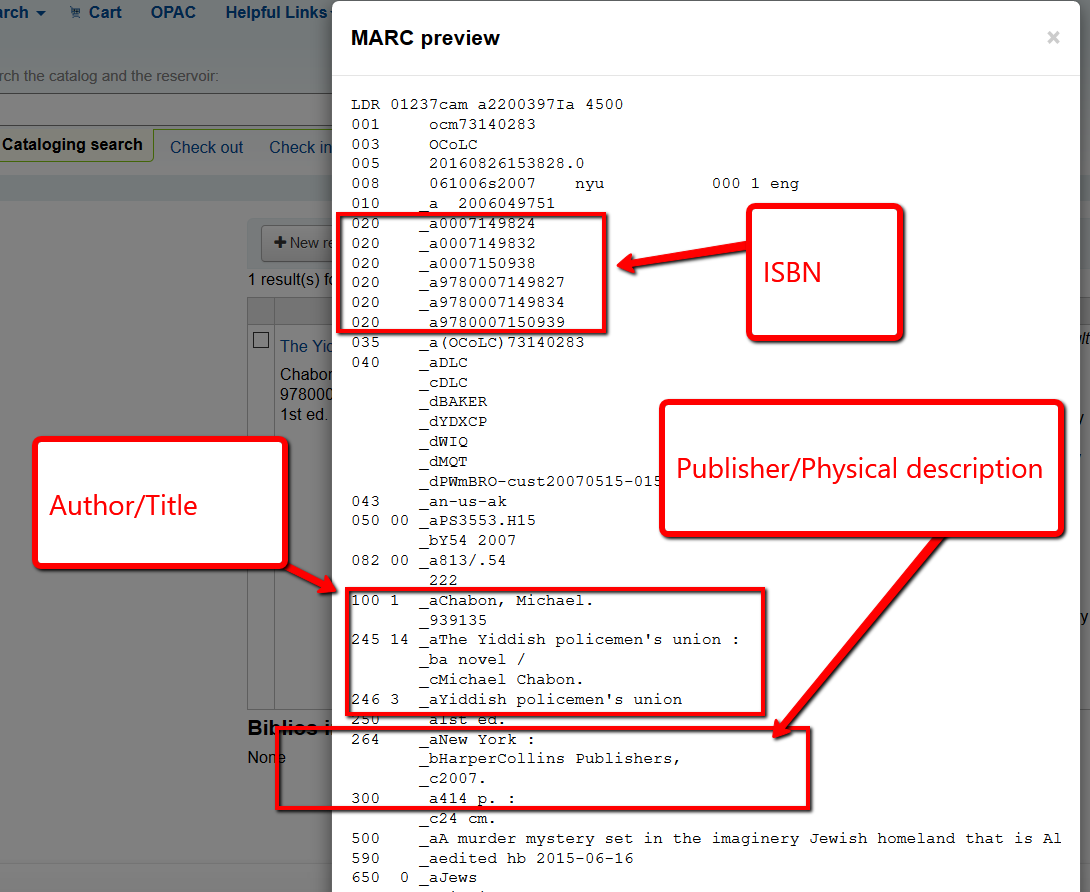 rch Cart OPAC Helpful Links
rch the catalog and the reservoir:
Cataloging search Check out Check in
New re
1 result(s) fo
The Yid
Chabon
978000
1st ed.
Biblios i
None
MARC preview ×
LDR 01237cam a2200397Ia 4500
001 ocm73140283
003 OCoLC
005 20160826153828.0
008 061006s2007 nyu 000 1 eng
010 _a 2006049751
020 _a0007149824
020 _a0007149832
020 _a0007150938
020 _a9780007149827
020 _a9780007149834
020 _a9780007150939
035 _a(OCoLC)73140283
040 _aDLC
_cDLC
_dBAKER
_dYDXCP
_dWIQ
_dMQT
_dPWmBRO-cust20070515-015
043 _an-us-ak
050 00 _aPS3553.H15
_bY54 2007
082 00 _a813/.54
_222
100 1 _aChabon, Michael.
_939135
245 14 _aThe Yiddish policemen's union :
_ba novel /
_cMichael Chabon.
246 3 _aYiddish policemen's union
250 _a1st ed.
264 _aNew York :
_bHarperCollins Publishers,
_c2007.
300 _a414 p. :
_c24 cm.
500 _aA murder mystery set in the imaginery Jewish homeland that is Al
590 _aedited hb 2015-06-16
650 0 _aJews
ISBN
Publisher/Physical description
Author/Title